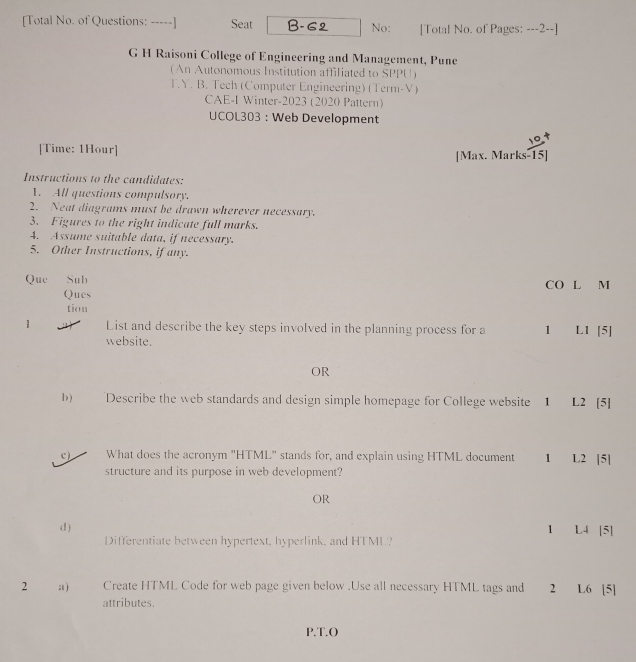 [Total No. of Questions: -----] Seat B-62 No: [Total No. of Pages: ---2--]
G H Raisoni College of Engineering and Management, Pune
(An Autonomous Institution affiliated to SPPU)
T.Y. B. Tech (Computer Engineering) (Term-V)
CAE-I Winter-2023 (2020 Pattern)
UCOL303 : Web Development
[Time: 1Hour] [Max. Marks-15]
Instructions to the candidates:
1. All questions compulsory.
2. Neat diagrams must be drawn wherever necessary.
3. Figures to the right indicate full marks.
4. Assume suitable data, if necessary.
5. Other Instructions, if any.
Que Sub Ques tion CO L M
1 a) List and describe the key steps involved in the planning process for a 1 L1 [5]
website.
OR
b) Describe the web standards and design simple homepage for College website 1 L2 [5]
c) What does the acronym "HTML" stands for, and explain using HTML document 1 L2 [5]
structure and its purpose in web development?
OR
d) 1 L4 [5]
Differentiate between hypertext, hyperlink, and HTML?
2 a) Create HTML Code for web page given below .Use all necessary HTML tags and 2 L6 [5]
attributes.
P.T.O